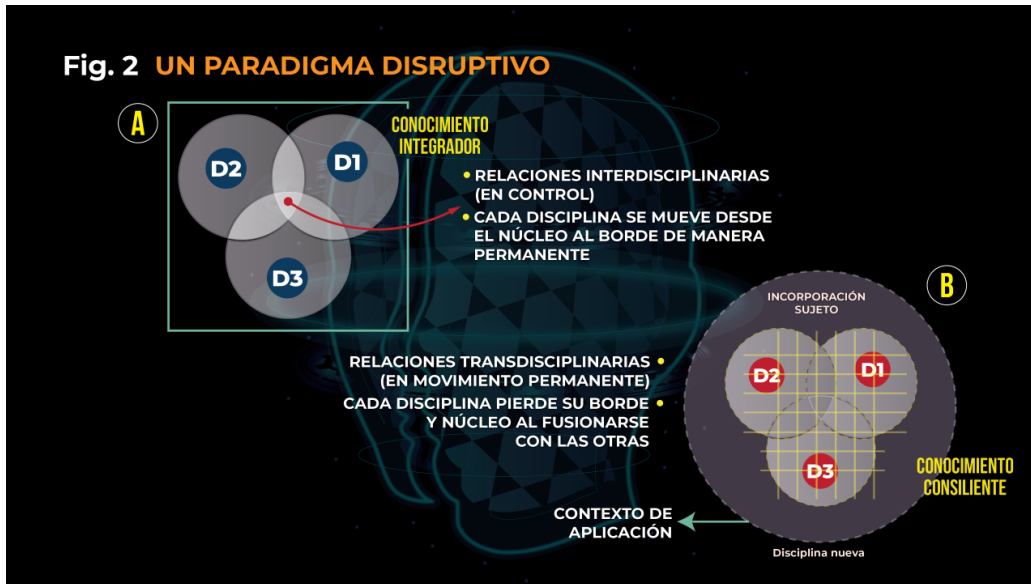 Fig. 2 UN PARADIGMA DISRUPTIVO
A
D2
D1
D3
CONOCIMIENTO
INTEGRADOR
• RELACIONES INTERDISCIPLINARIAS
(EN CONTROL)
• CADA DISCIPLINA SE MUEVE DESDE
EL NÚCLEO AL BORDE DE MANERA
PERMANENTE
B
INCORPORACIÓN
SUJETO
D2
D1
D3
RELACIONES TRANSDISCIPLINARIAS •
(EN MOVIMIENTO PERMANENTE)
CADA DISCIPLINA PIERDE SU BORDE •
Y NÚCLEO AL FUSIONARSE
CON LAS OTRAS
CONOCIMIENTO
CONSILIENTE
CONTEXTO DE
APLICACIÓN
Disciplina nueva